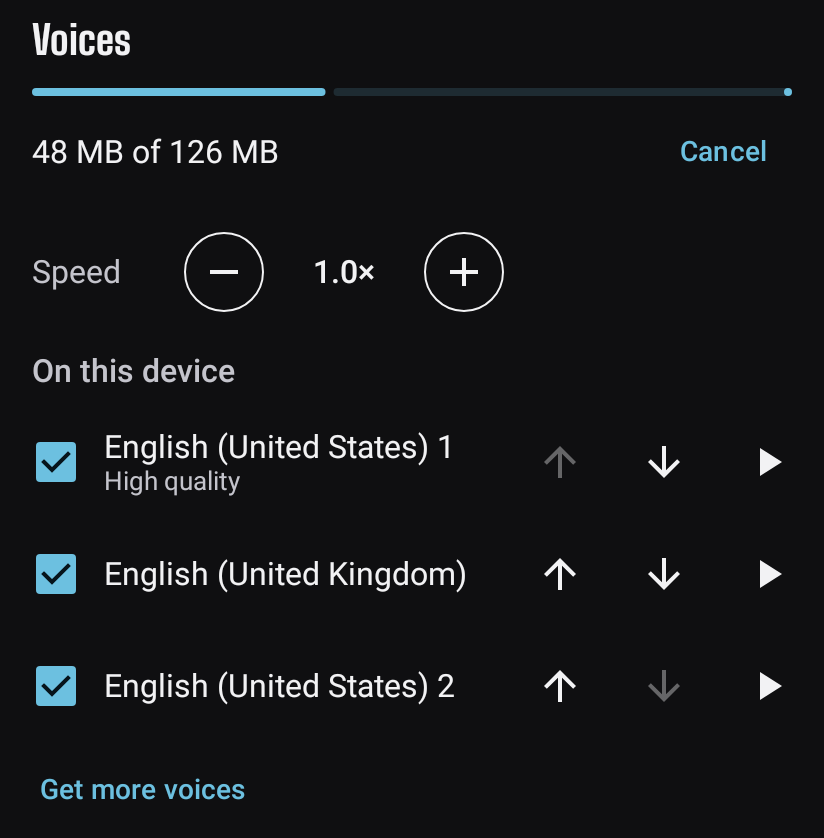 Voices
48 MB of 126 MB
Cancel
Speed
1.0×
On this device
English (United States) 1
High quality
English (United Kingdom)
English (United States) 2
Get more voices